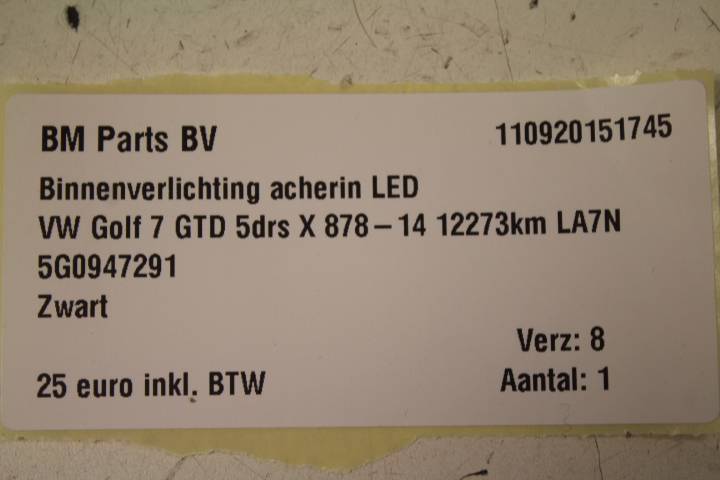 BM Parts BV 110920151745
Binnenverlichting acherin LED
VW Golf 7 GTD 5drs X 878-14 12273km LA7N
5G0947291
Zwart
Verz: 8
25 euro inkl. BTW Aantal: 1